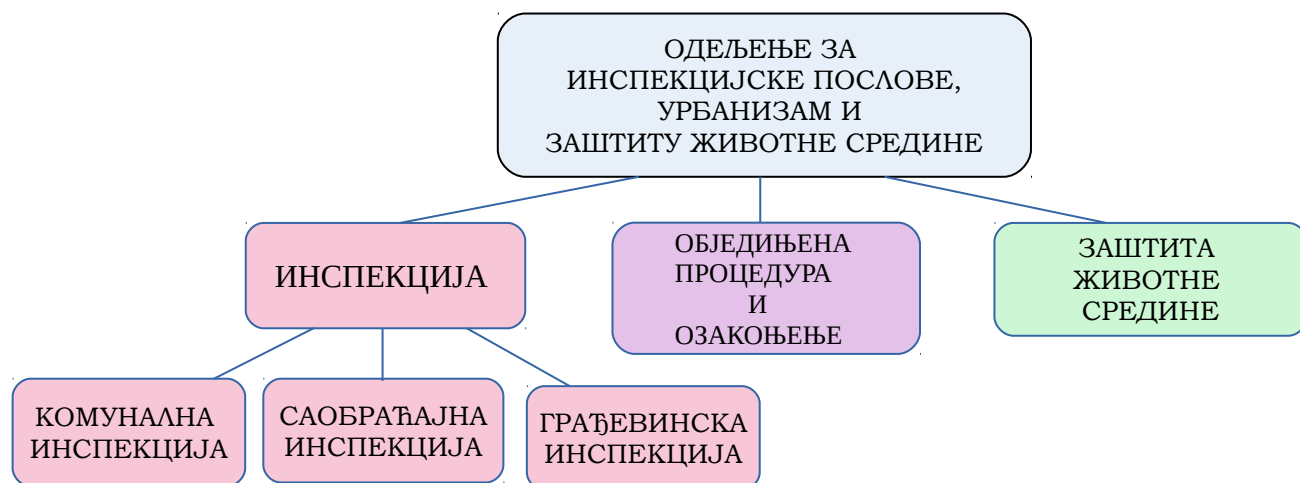 ОДЕЉЕЊЕ ЗА
ИНСПЕКЦИЈСКЕ ПОСЛОВЕ,
УРБАНИЗАМ И
ЗАШТИТУ ЖИВОТНЕ СРЕДИНЕ
ИНСПЕКЦИЈА
ОБЈЕДИЊЕНА
ПРОЦЕДУРА
И
ОЗАКОЊЕЊЕ
ЗАШТИТА
ЖИВОТНЕ
СРЕДИНЕ
КОМУНАЛНА
ИНСПЕКЦИЈА
САОБРАЋАЈНА
ИНСПЕКЦИЈА
ГРАЂЕВИНСКА
ИНСПЕКЦИЈА